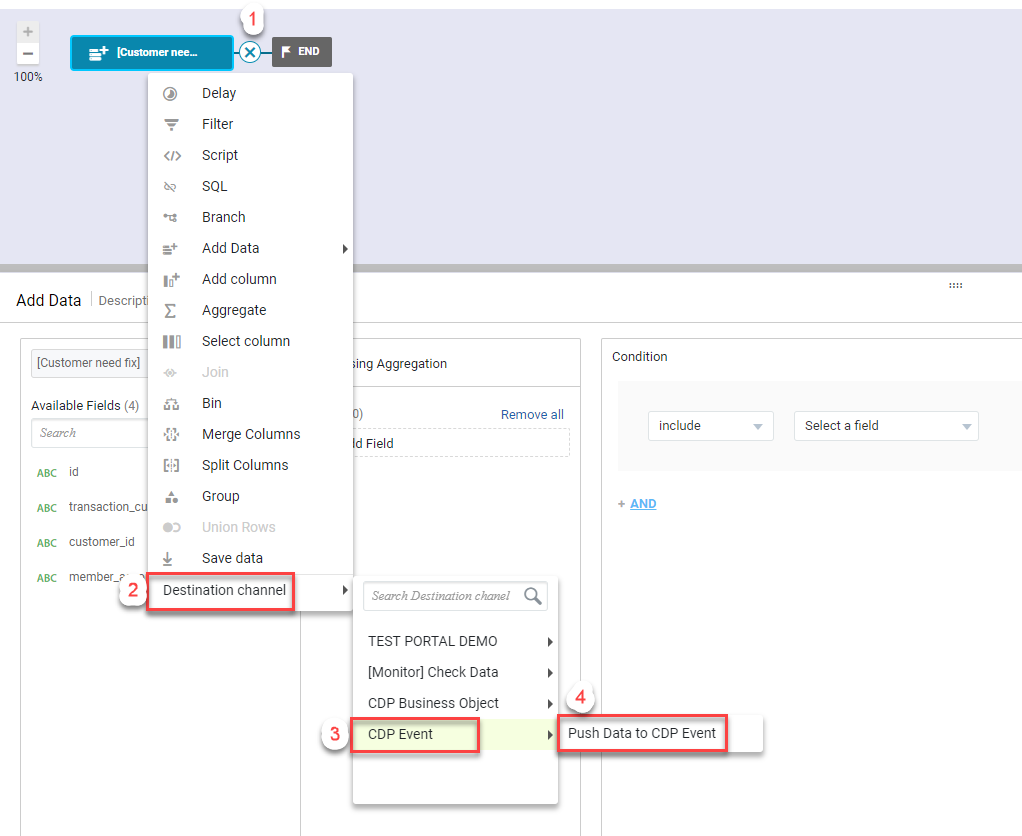 1
100%
[Customer nee...
END
Delay
Filter
Script
SQL
Branch
Add Data
Add column
Aggregate
Select column
Join
Bin
Merge Columns
Split Columns
Group
Union Rows
Save data
2
Destination channel
Add Data
Descripti
[Customer need fix]
Available Fields (4)
Search
ABC id
ABC transaction_cu
ABC customer_id
ABC
sing Aggregation
0)
Remove all
dd Field
Condition
include
Select a field
+ AND
Search Destination chanel
TEST PORTAL DEMO
[Monitor] Check Data
CDP Business Object
3
CDP Event
4
Push Data to CDP Event